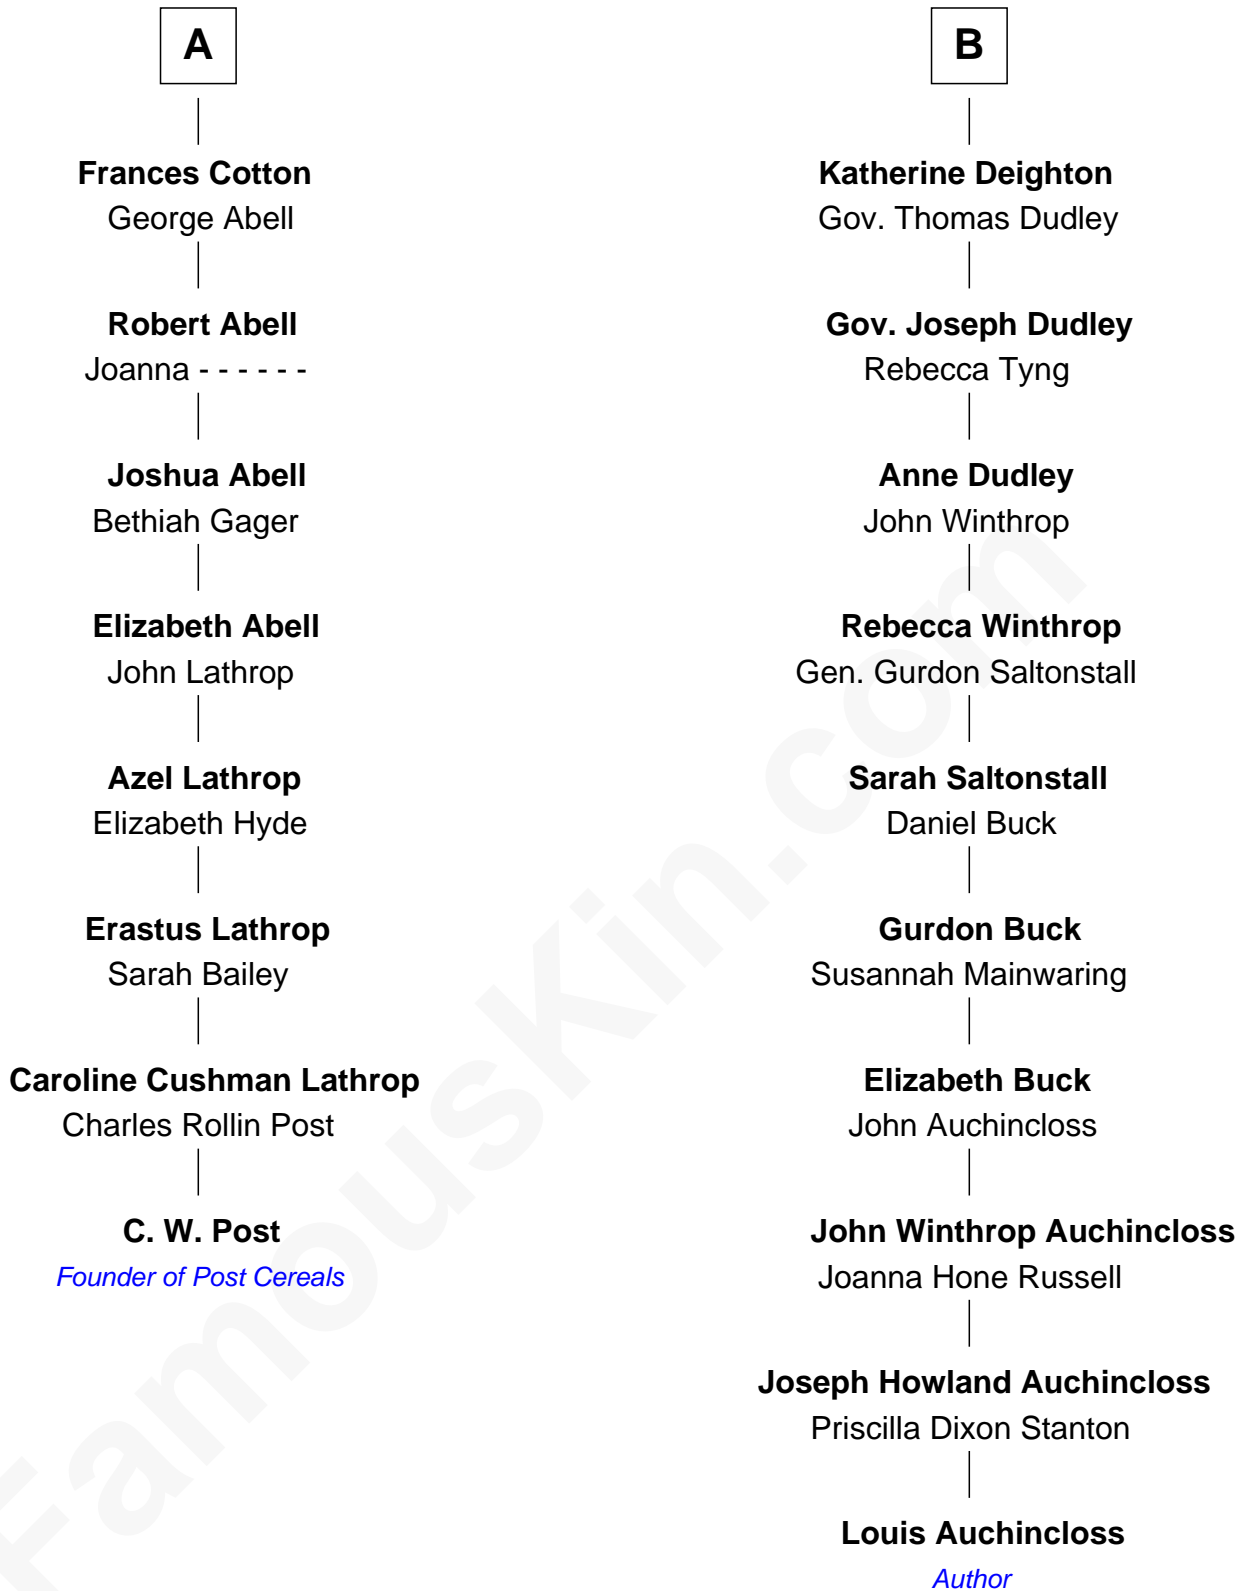 A
Frances Cotton
George Abell
Robert Abell
Joanna - - - - - -
Joshua Abell
Bethiah Gager
Elizabeth Abell
John Lathrop
Azel Lathrop
Elizabeth Hyde
Erastus Lathrop
Sarah Bailey
Caroline Cushman Lathrop
Charles Rollin Post
C. W. Post
Founder of Post Cereals
B
Katherine Deighton
Gov. Thomas Dudley
Gov. Joseph Dudley
Rebecca Tyng
Anne Dudley
John Winthrop
Rebecca Winthrop
Gen. Gurdon Saltonstall
Sarah Saltonstall
Daniel Buck
Gurdon Buck
Susannah Mainwaring
Elizabeth Buck
John Auchincloss
John Winthrop Auchincloss
Joanna Hone Russell
Joseph Howland Auchincloss
Priscilla Dixon Stanton
Louis Auchincloss
Author
FamousKin.com